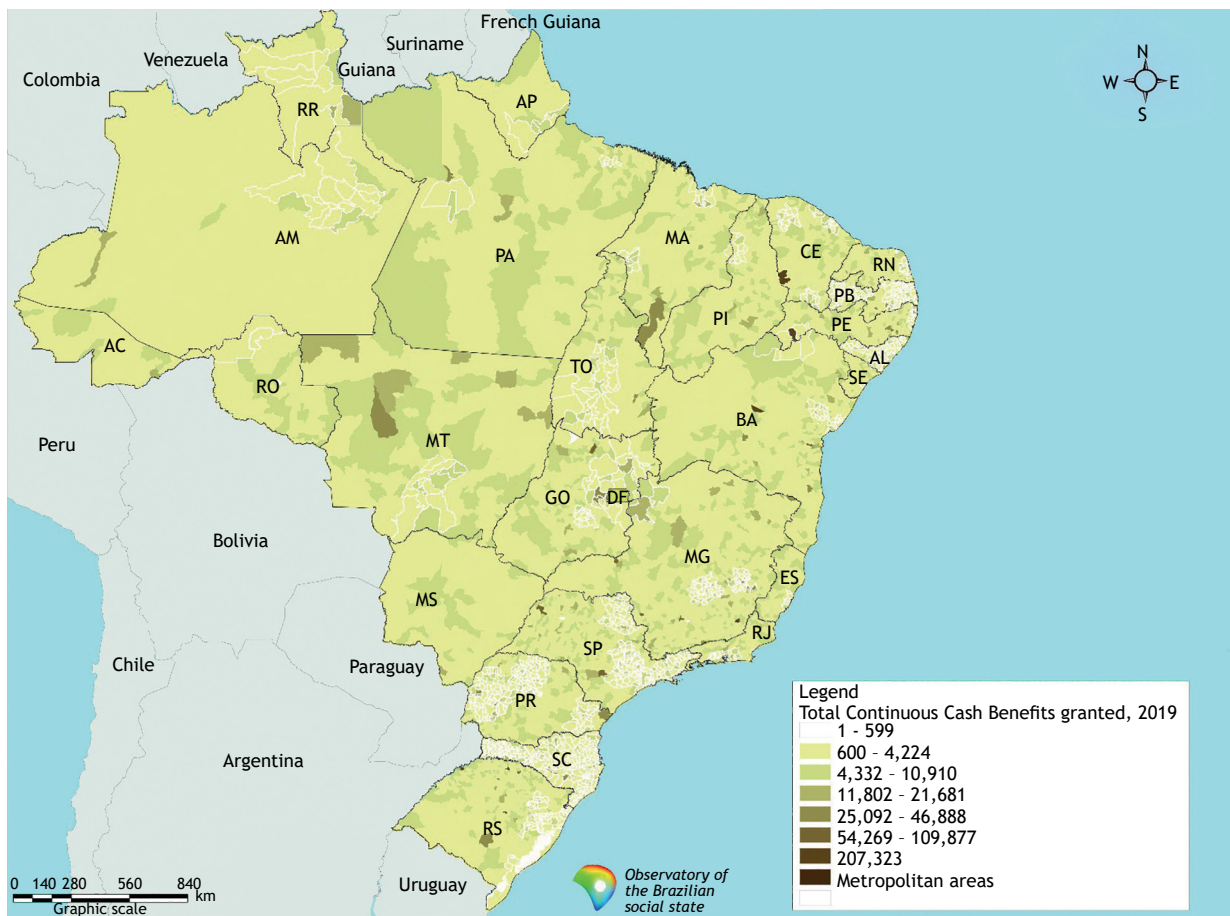 French Guiana
Suriname
Venezuela
Guiana
Colombia
N
W
E
S
RR
AP
AM
PA
MA
CE
RN
PB
PI
PE
AC
AL
TO
SE
RO
BA
MT
Peru
GO
DF
Bolivia
MG
ES
MS
RJ
SP
Chile
Paraguay
PR
SC
Argentina
RS
Uruguay
Legend
Total Continuous Cash Benefits granted, 2019
1 - 599
600 – 4,224
4,332 – 10,910
11,802 – 21,681
25,092 – 46,888
54,269 – 109,877
207,323
Metropolitan areas
0 140 280 560 840
km
Graphic scale
Observatory of
the Brazilian
social state